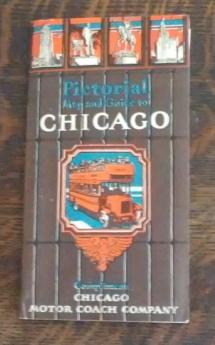 Pictorial
Map and Guide to
CHICAGO
Compliments
CHICAGO
MOTOR COACH COMPANY